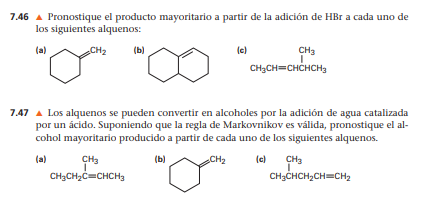 7.46 ▲ Pronostique el producto mayoritario a partir de la adición de HBr a cada uno de
los siguientes alquenos:
(a) CH₂ (b) (c) CH₃
CH₃CH=CHCHCH₃
7.47 ▲ Los alquenos se pueden convertir en alcoholes por la adición de agua catalizada
por un ácido. Suponiendo que la regla de Markovnikov es válida, pronostique el al-
cohol mayoritario producido a partir de cada uno de los siguientes alquenos.
(a) CH₃ (b) CH₂ (c) CH₃
CH₃CH₂C=CHCH₃ CH₃CHCH₂CH=CH₂